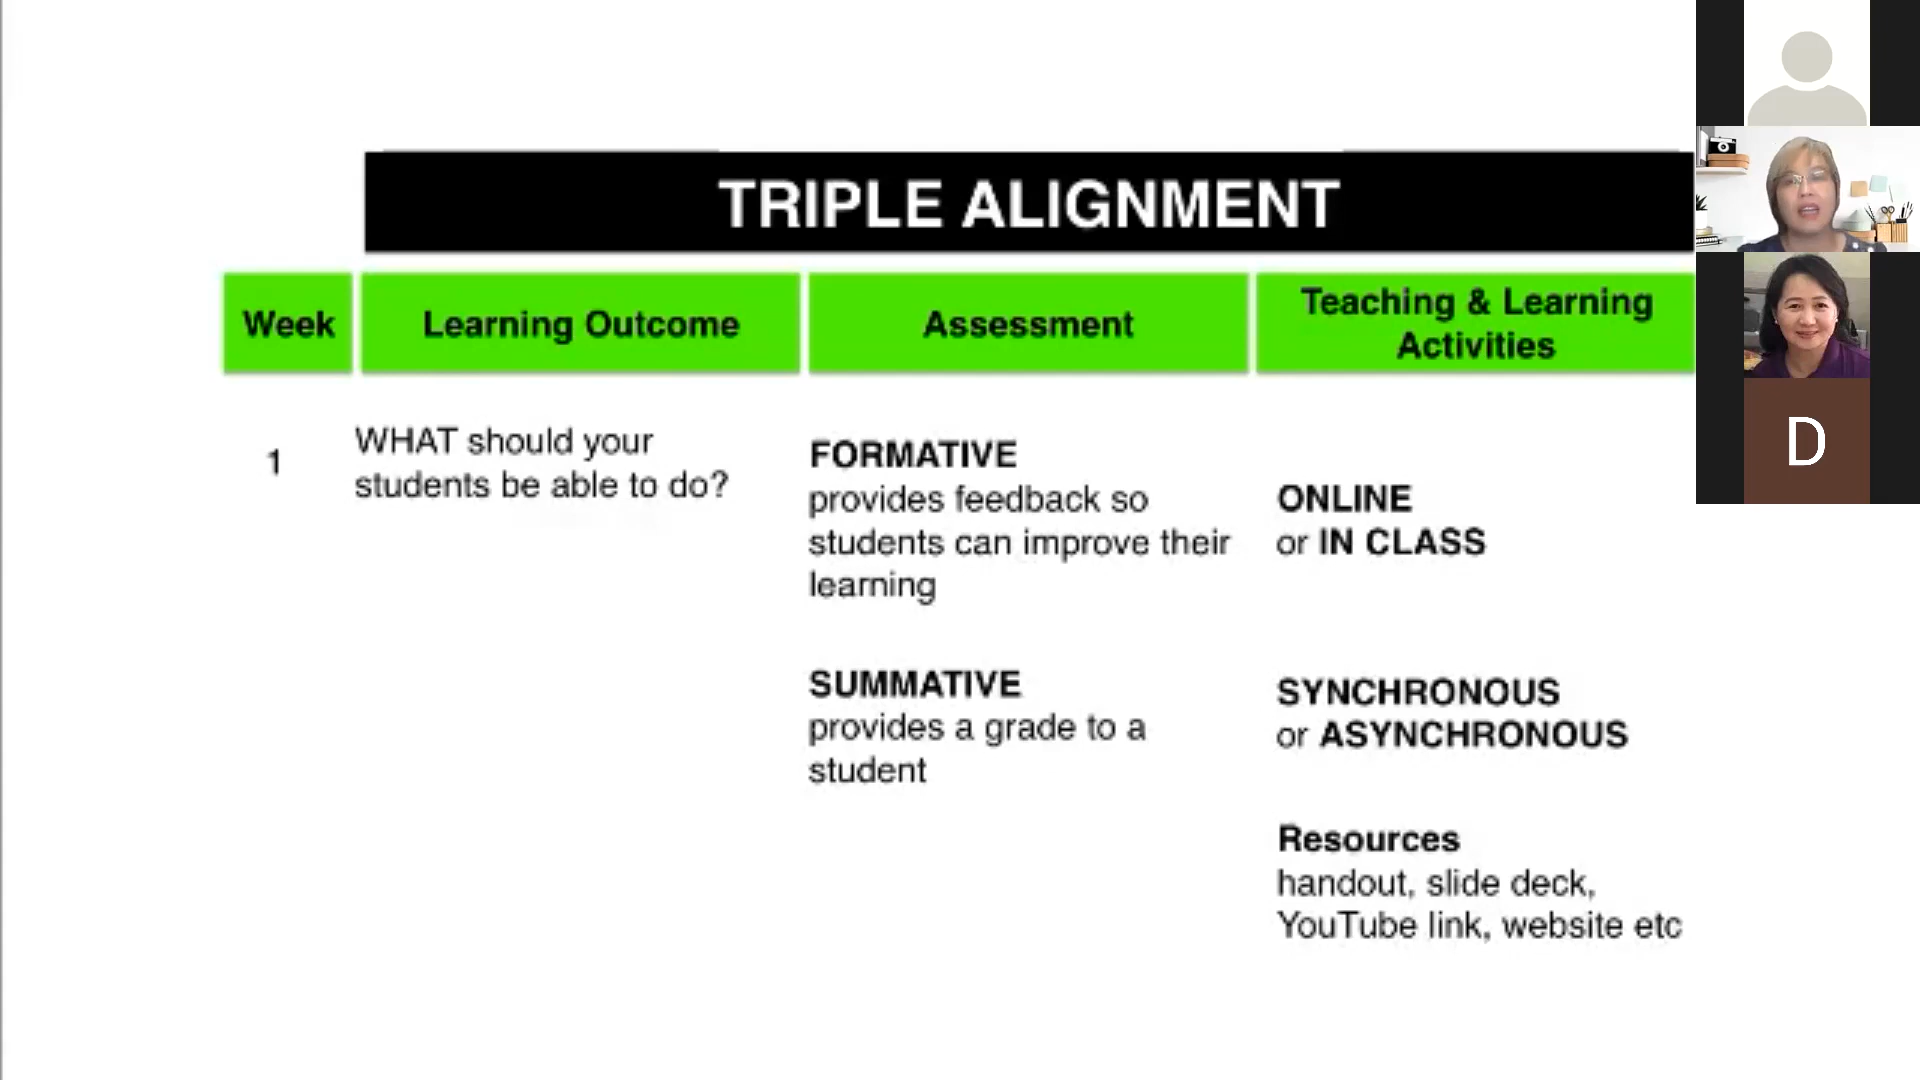 TRIPLE ALIGNMENT
Week
Learning Outcome
Assessment
Teaching & Learning
Activities
1
WHAT should your
students be able to do?
FORMATIVE
provides feedback so
students can improve their
learning
SUMMATIVE
provides a grade to a
student
ONLINE
or IN CLASS
SYNCHRONOUS
or ASYNCHRONOUS
Resources
handout, slide deck,
YouTube link, website etc
D